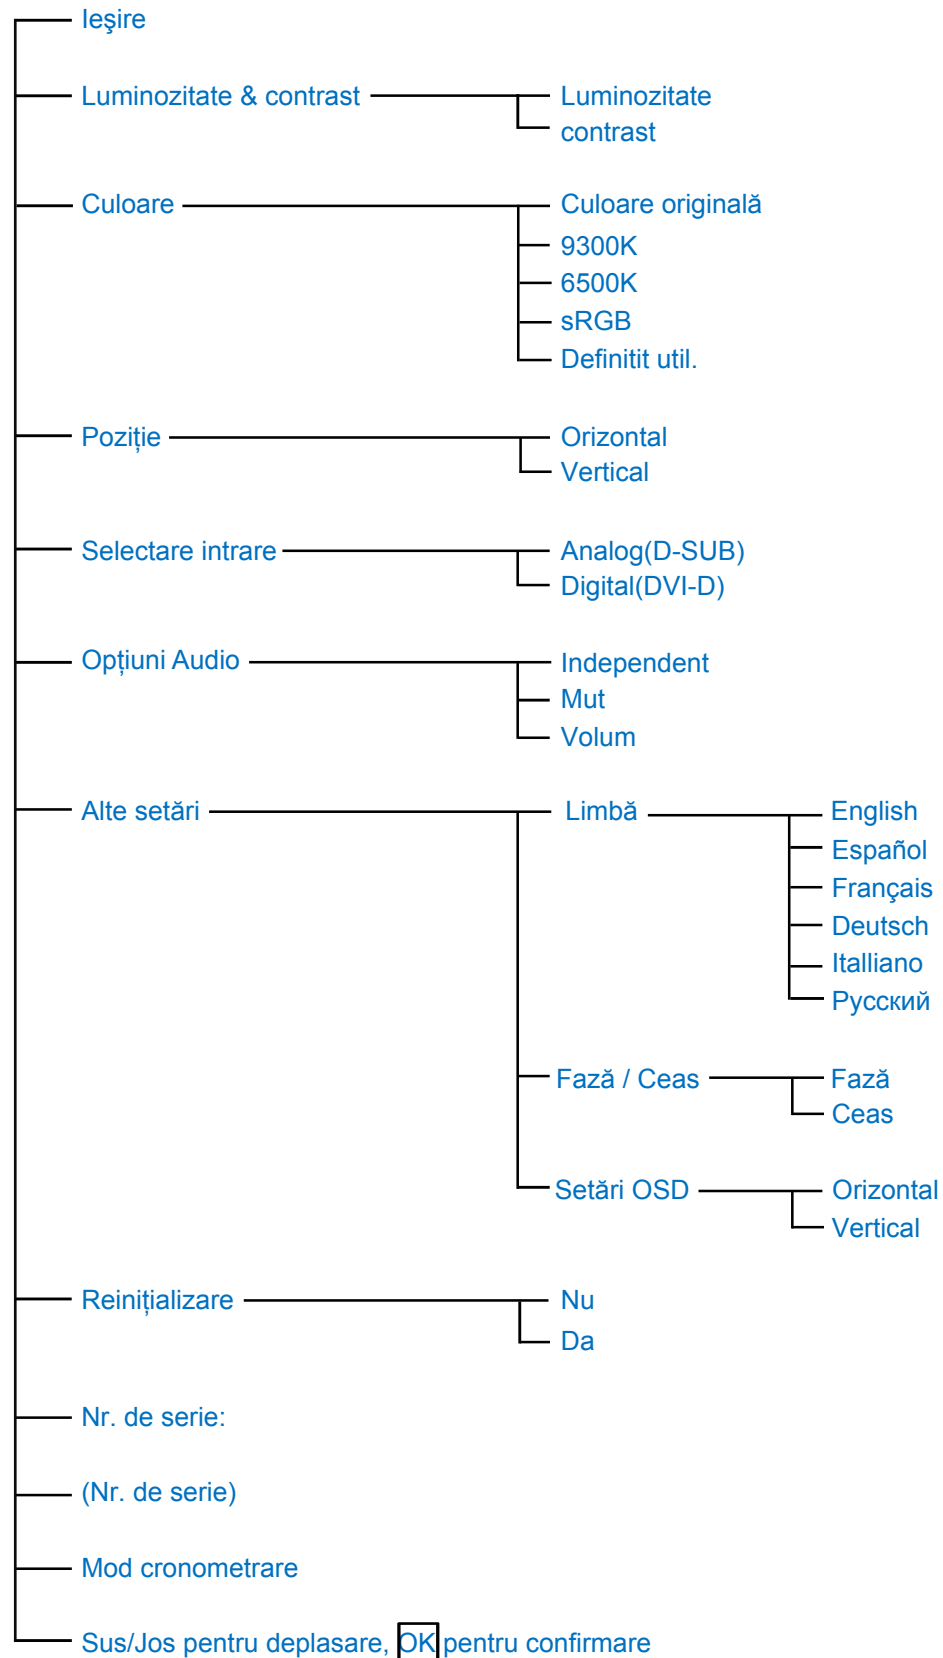 Ieşire
Luminozitate & contrast
Luminozitate
contrast
Culoare
Culoare originală
9300K
6500K
sRGB
Definitit util.
Poziție
Orizontal
Vertical
Selectare intrare
Analog(D-SUB)
Digital(DVI-D)
Opțiuni Audio
Independent
Mut
Volum
Alte setări
Limbă
English
Español
Français
Deutsch
Italliano
Русский
Fază / Ceas
Fază
Ceas
Setări OSD
Orizontal
Vertical
Reinițializare
Nu
Da
Nr. de serie:
(Nr. de serie)
Mod cronometrare
Sus/Jos pentru deplasare, OK pentru confirmare